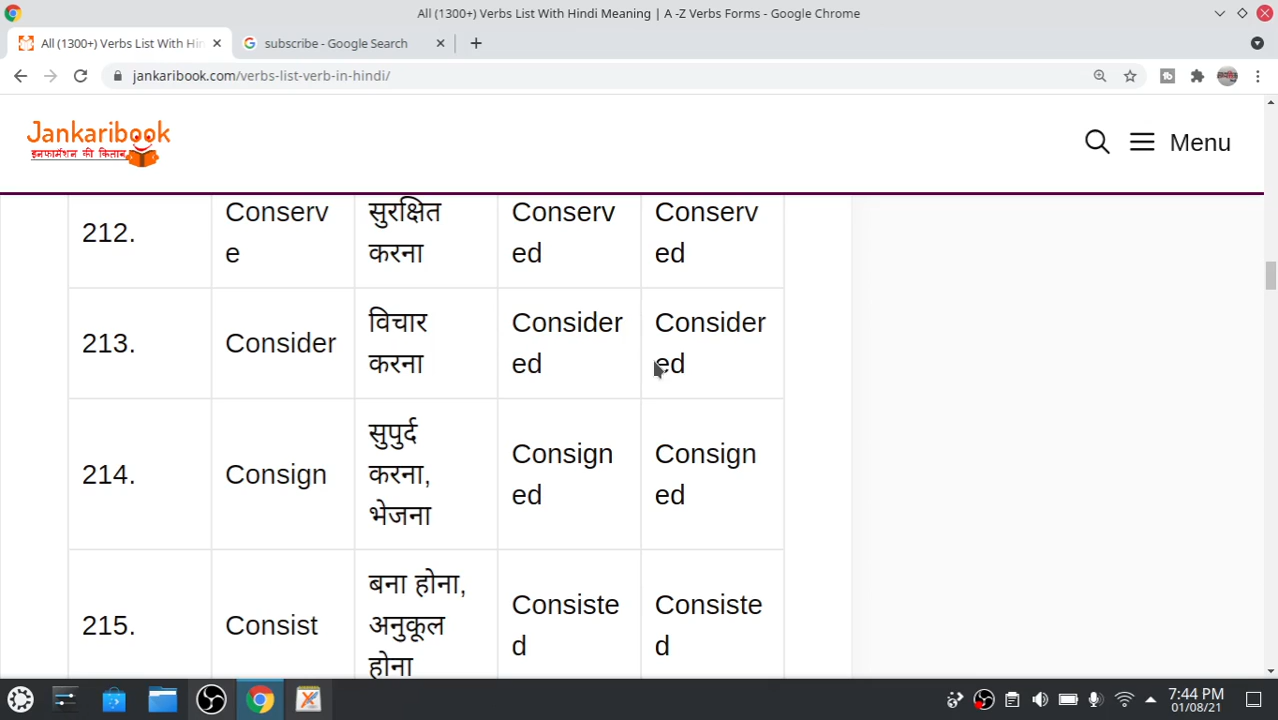 All (1300+) Verbs List With Hindi Meaning | A -Z Verbs Forms - Google Chrome
All (1300+) Verbs List With Hin
subscribe - Google Search
jankaribook.com/verbs-list-verb-in-hindi/
Jankaribook
इनफार्मेशन की किताब
Menu
212.
Conserv
e
सुरक्षित
करना
Conserv
ed
Conserv
ed
213.
Consider
विचार
करना
Consider
ed
Consider
ed
214.
Consign
सुपुर्द
करना,
भेजना
Consign
ed
Consign
ed
215.
Consist
बना होना,
अनुकूल
होना
Consiste
d
Consiste
d
7:44 PM
01/08/21